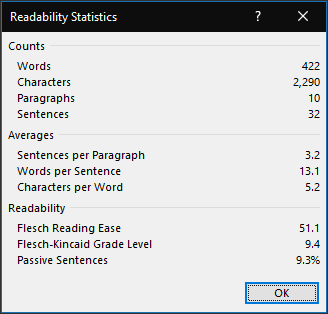 Readability Statistics ? ×
Counts
Words 422
Characters 2,290
Paragraphs 10
Sentences 32
Averages
Sentences per Paragraph 3.2
Words per Sentence 13.1
Characters per Word 5.2
Readability
Flesch Reading Ease 51.1
Flesch-Kincaid Grade Level 9.4
Passive Sentences 9.3%
OK